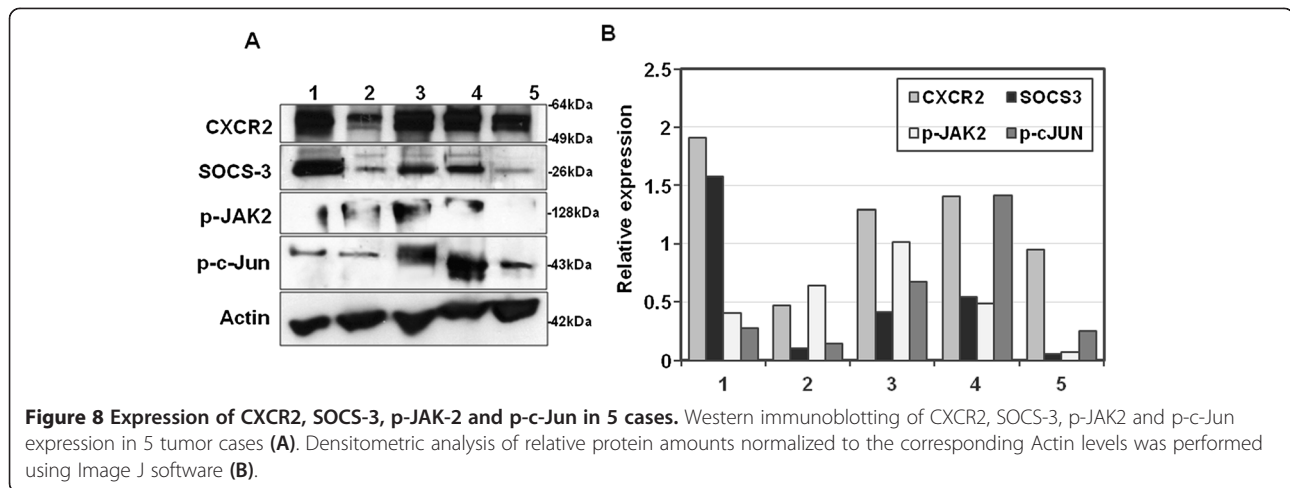 A
1 2 3 4 5
CXCR2
-64kDa
-49kDa
SOCS-3
-26kDa
p-JAK2
-128kDa
p-c-Jun
-43kDa
Actin
-42kDa
B
2.5
2
1.5
1
0.5
0
Relative expression
CXCR2 SOCS3
p-JAK2 p-cJUN
1 2 3 4 5
Figure 8 Expression of CXCR2, SOCS-3, p-JAK-2 and p-c-Jun in 5 cases. Western immunoblotting of CXCR2, SOCS-3, p-JAK2 and p-c-Jun
expression in 5 tumor cases (A). Densitometric analysis of relative protein amounts normalized to the corresponding Actin levels was performed
using Image J software (B).